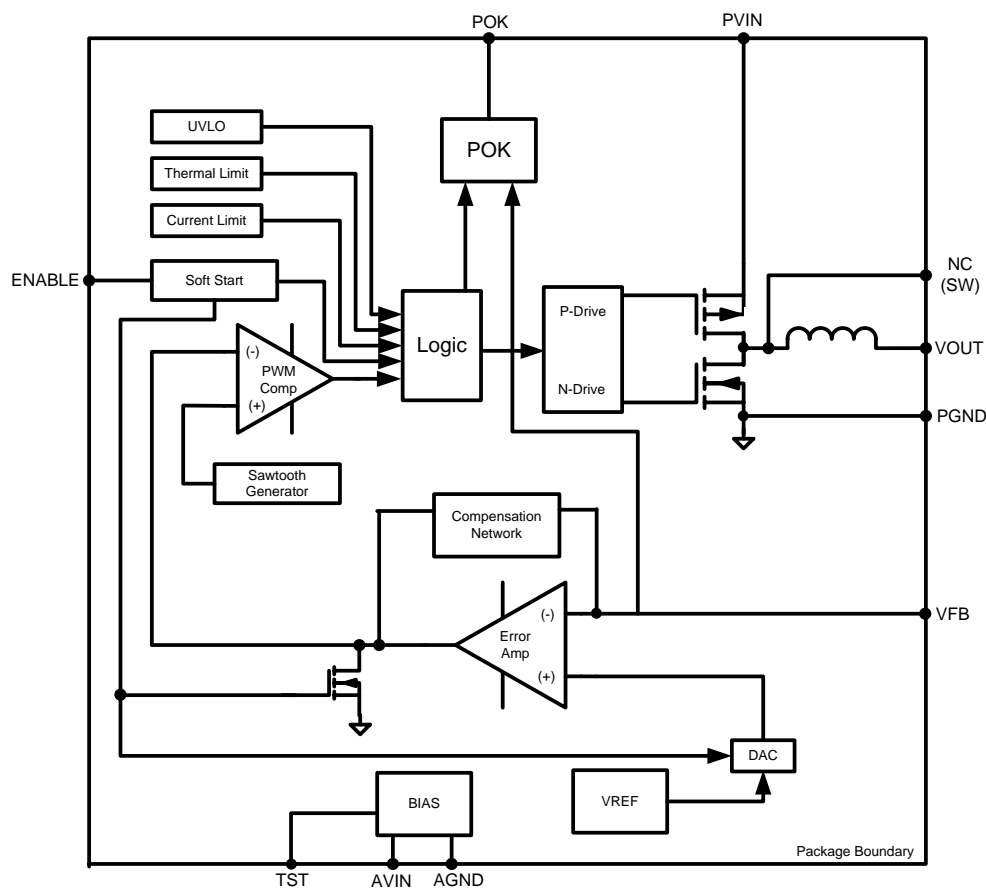 POK
PVIN
UVLO
POK
Thermal Limit
Current Limit
ENABLE
Soft Start
NC
(SW)
P-Drive
Logic
(-)
PWM
Comp
(+)
VOUT
N-Drive
PGND
Sawtooth
Generator
Compensation
Network
(-)
VFB
Error
Amp
(+)
DAC
BIAS
VREF
Package Boundary
TST
AVIN
AGND